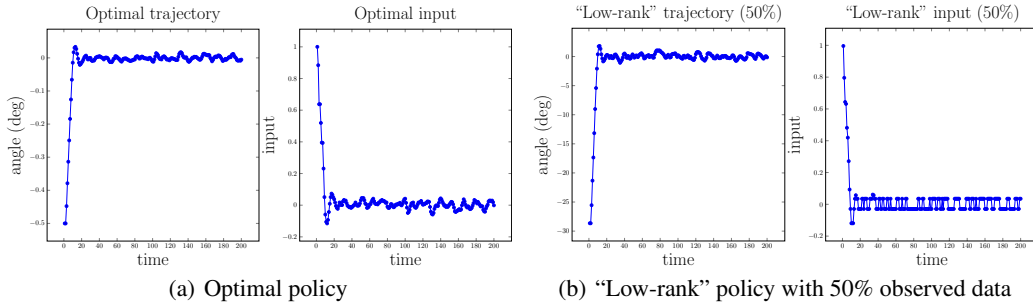 Optimal trajectory
angle (deg)
0
−0.1
−0.2
−0.3
−0.4
−0.5
0 20 40 60 80 100 120 140 160 180 200
time
Optimal input
input
1
0.8
0.6
0.4
0.2
0
−0.2
0 20 40 60 80 100 120 140 160 180 200
time
(a) Optimal policy
“Low-rank” trajectory (50%)
angle (deg)
0
−5
−10
−15
−20
−25
−30
0 20 40 60 80 100 120 140 160 180 200
time
“Low-rank” input (50%)
input
1
0.8
0.6
0.4
0.2
0
−0.2
0 20 40 60 80 100 120 140 160 180 200
time
(b) “Low-rank” policy with 50% observed data